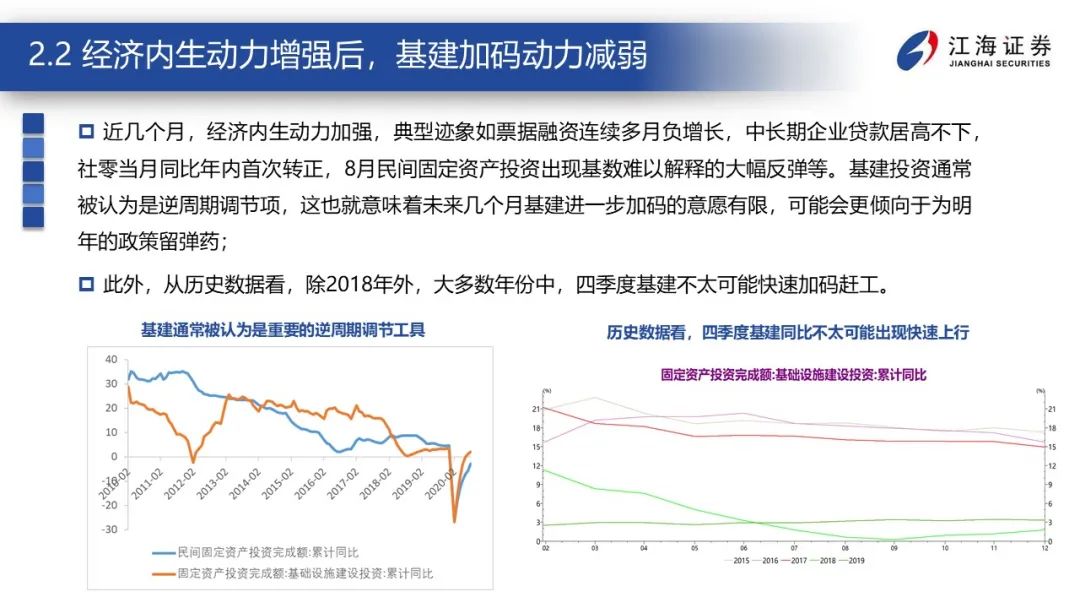 2.2 经济内生动力增强后，基建加码动力减弱
江海证券
JIANGHAI SECURITIES
近几个月，经济内生动力加强，典型迹象如票据融资连续多月负增长，中长期企业贷款居高不下，
社零当月同比年内首次转正，8月民间固定资产投资出现基数难以解释的大幅反弹等。基建投资通常
被认为是逆周期调节项，这也就意味着未来几个月基建进一步加码的意愿有限，可能会更倾向于为明
年的政策留弹药；
此外，从历史数据看，除2018年外，大多数年份中，四季度基建不太可能快速加码赶工。
基建通常被认为是重要的逆周期调节工具
40
30
20
10
0
-10
-20
-30
2010-02
2011-02
2012-02
2013-02
2014-02
2015-02
2016-02
2017-02
2018-02
2019-02
2020-02
民间固定资产投资完成额:累计同比
固定资产投资完成额:基础设施建设投资:累计同比
历史数据看，四季度基建同比不太可能出现快速上行
固定资产投资完成额:基础设施建设投资:累计同比
(%) (%)
21 21
18 18
15 15
12 12
9 9
6 6
3 3
0 0
02 03 04 05 06 07 08 09 10 11 12
2015 2016 2017 2018 2019